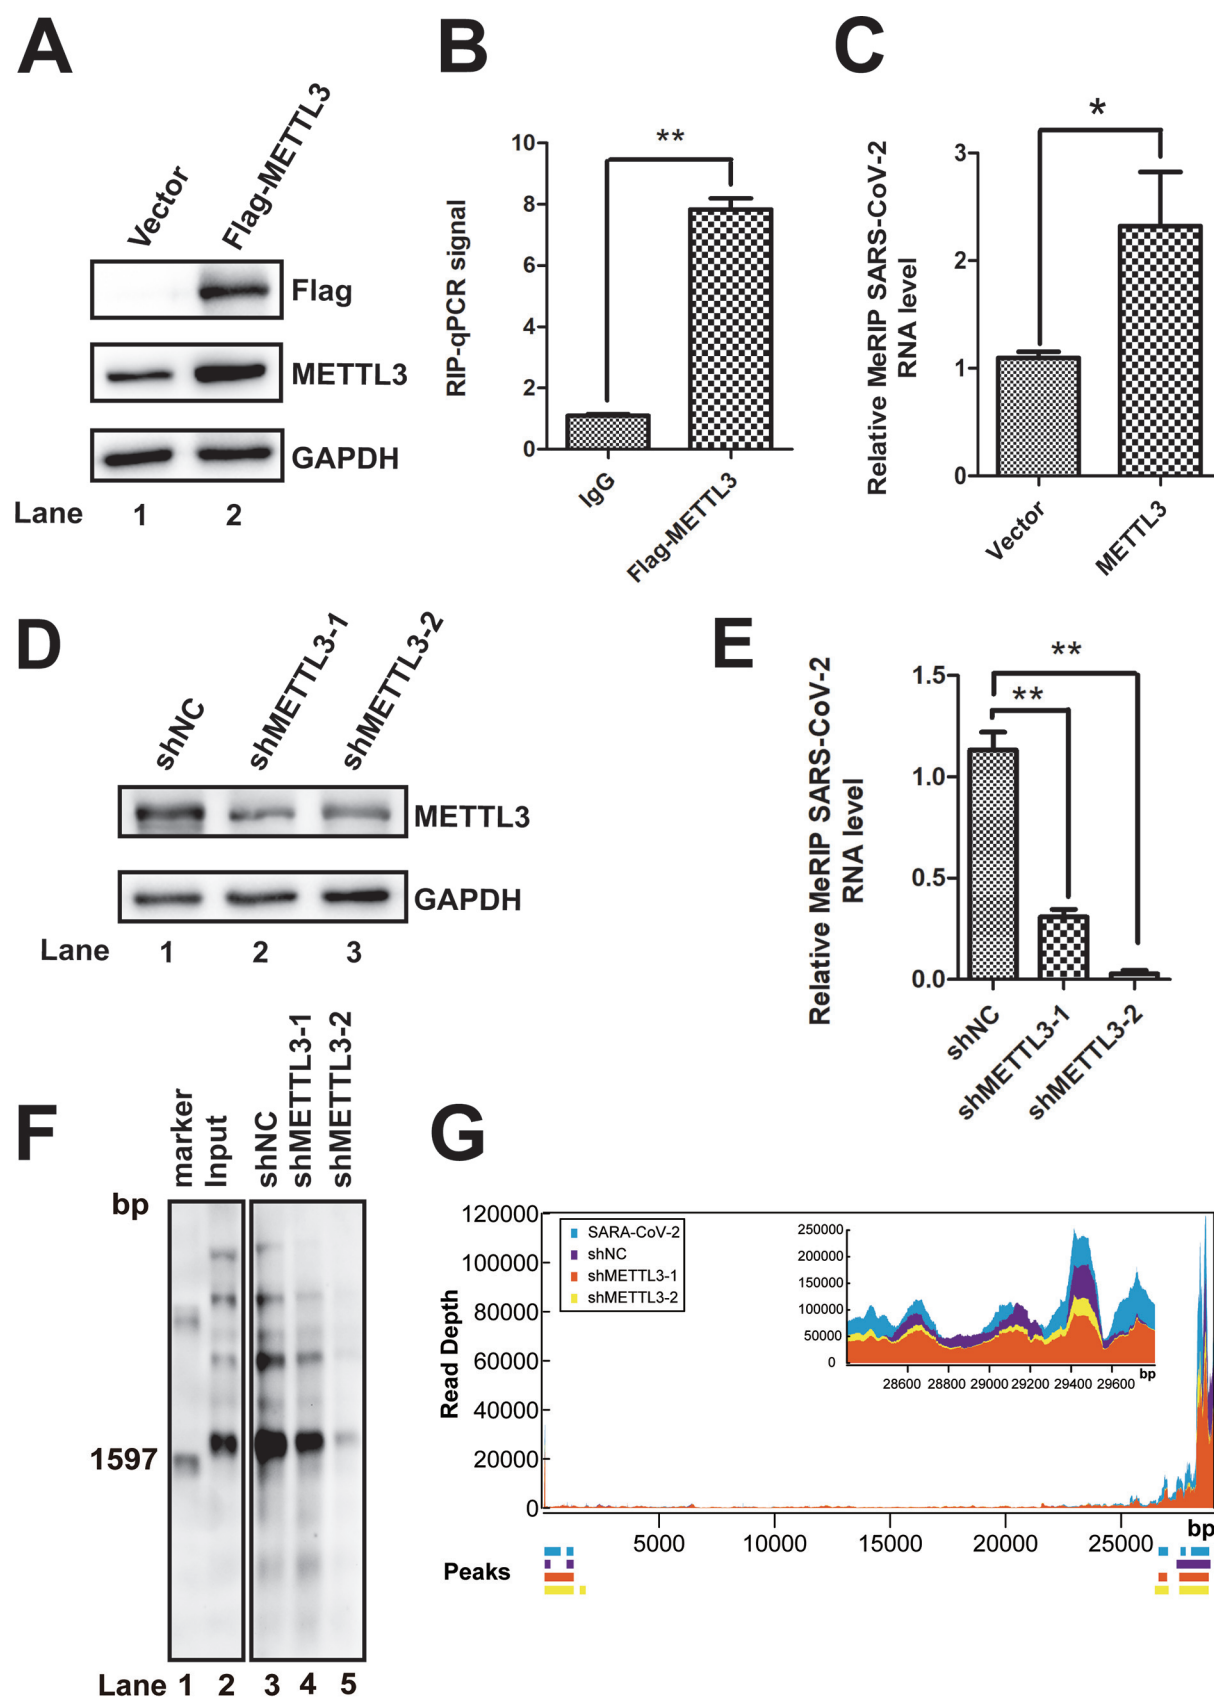 A
Vector
Flag-METTL3
Flag
METTL3
GAPDH
Lane 1 2
B
RIP-qPCR signal
10
8
6
4
2
0
**
IgG
Flag-METTL3
C
Relative MeRIP SARS-CoV-2
RNA level
3
2
1
0
*
Vector
METTL3
D
shNC
shMETTL3-1
shMETTL3-2
METTL3
GAPDH
Lane 1 2 3
E
Relative MeRIP SARS-CoV-2
RNA level
1.5
1.0
0.5
0.0
**
**
shNC
shMETTL3-1
shMETTL3-2
F
marker
Input
shNC
shMETTL3-1
shMETTL3-2
bp
1597
Lane 1 2 3 4 5
G
Read Depth
120000
100000
80000
60000
40000
20000
0
SARA-CoV-2
shNC
shMETTL3-1
shMETTL3-2
250000
200000
150000
100000
50000
0
28600 28800 29000 29200 29400 29600 bp
5000 10000 15000 20000 25000 bp
Peaks